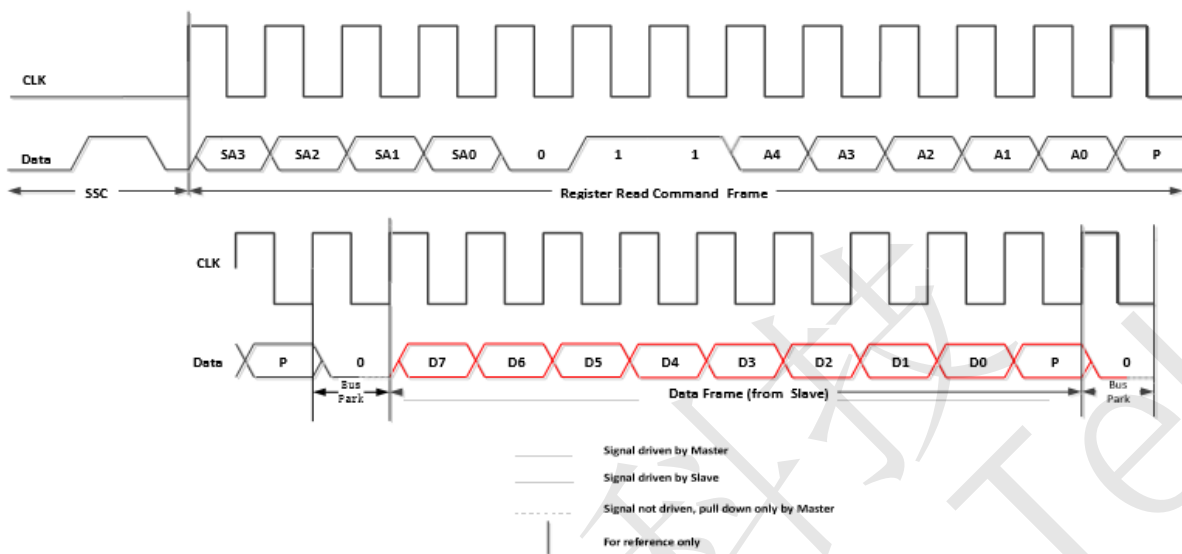 CLK
Data SA3 SA2 SA1 SA0 0 1 1 A4 A3 A2 A1 A0 P
SSC Register Read Command Frame
CLK
Data P 0 D7 D6 D5 D4 D3 D2 D1 D0 P 0
Bus Park Data Frame (from Slave) Bus Park
Signal driven by Master
Signal driven by Slave
Signal not driven, pull down only by Master
For reference only
科技
Tel